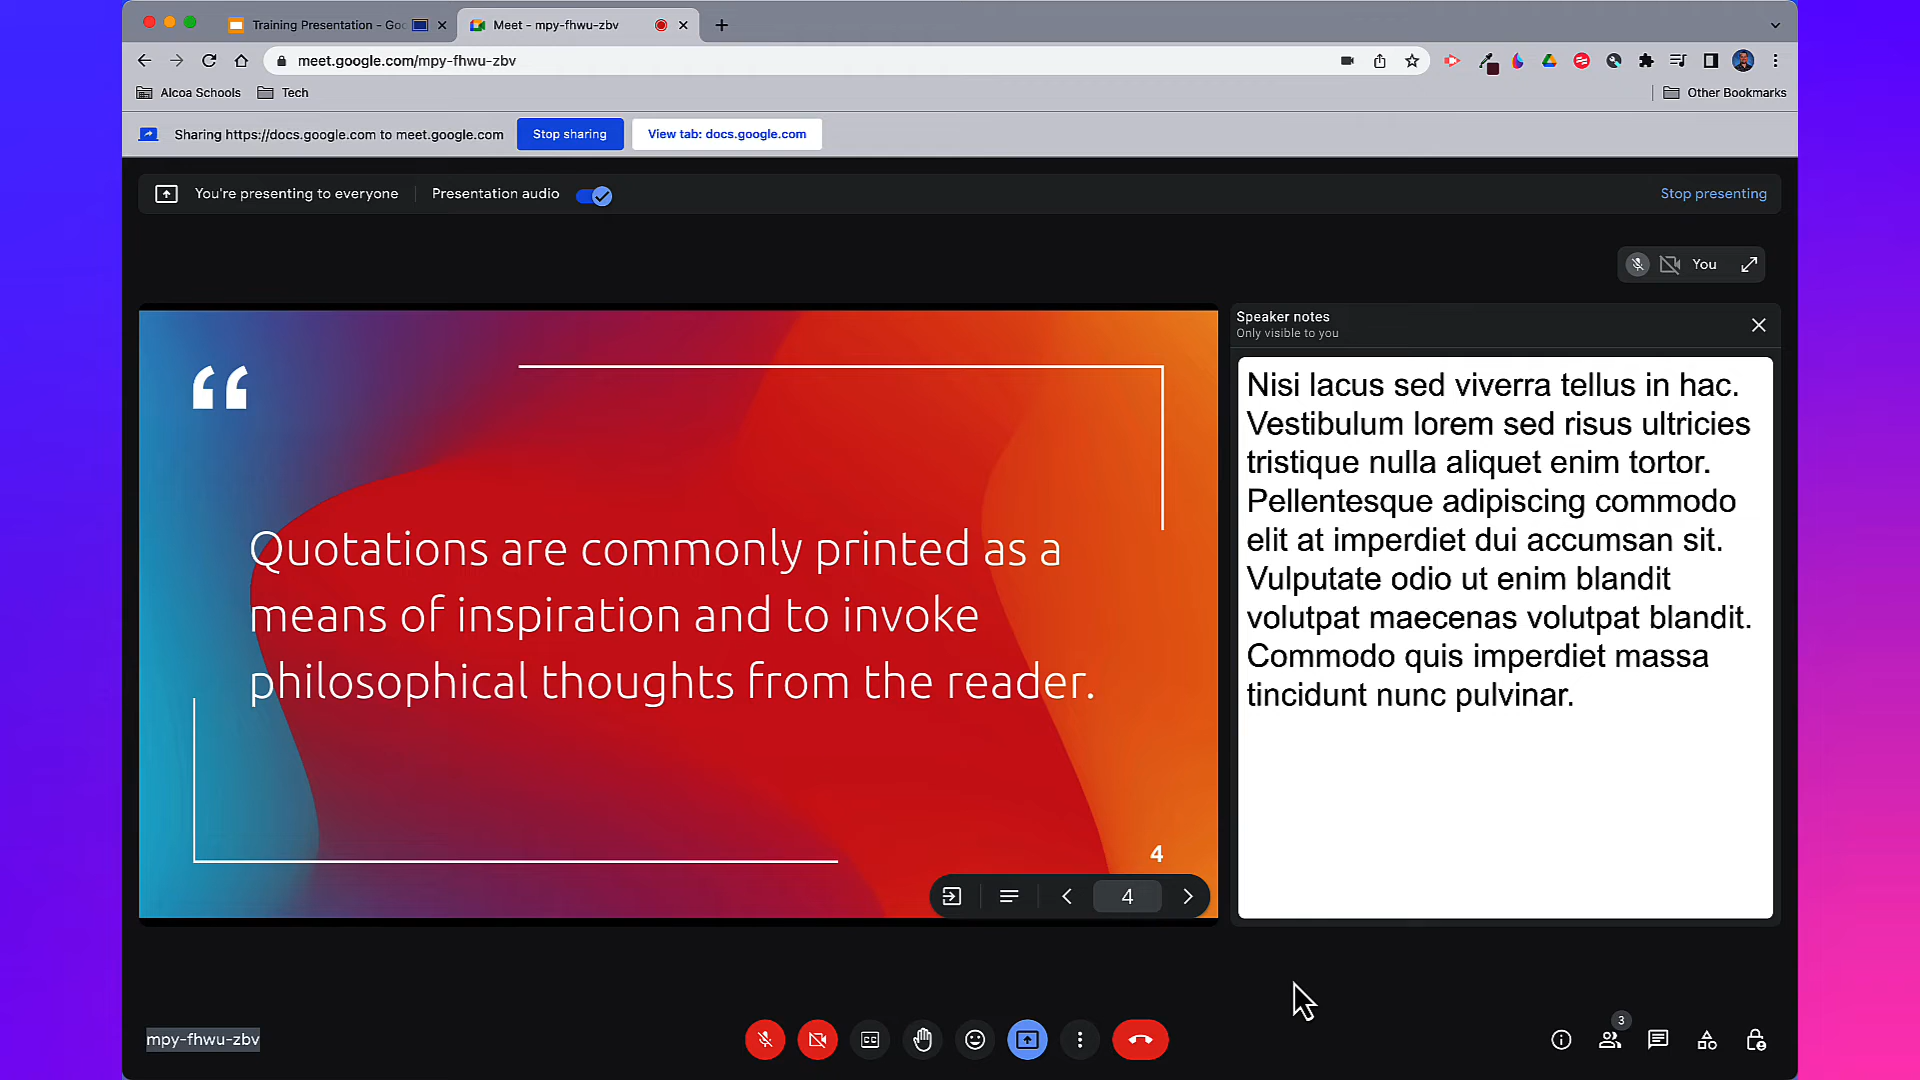 Training Presentation - Goo
Meet - mpy-fhwu-zbv
meet.google.com/mpy-fhwu-zbv
Alcoa Schools
Tech
Other Bookmarks
Sharing https://docs.google.com to meet.google.com
Stop sharing
View tab: docs.google.com
You're presenting to everyone
Presentation audio
Stop presenting
You
“
Quotations are commonly printed as a
means of inspiration and to invoke
philosophical thoughts from the reader.
4
4
Speaker notes
Only visible to you
Nisi lacus sed viverra tellus in hac.
Vestibulum lorem sed risus ultricies
tristique nulla aliquet enim tortor.
Pellentesque adipiscing commodo
elit at imperdiet dui accumsan sit.
Vulputate odio ut enim blandit
volutpat maecenas volutpat blandit.
Commodo quis imperdiet massa
tincidunt nunc pulvinar.
mpy-fhwu-zbv
3